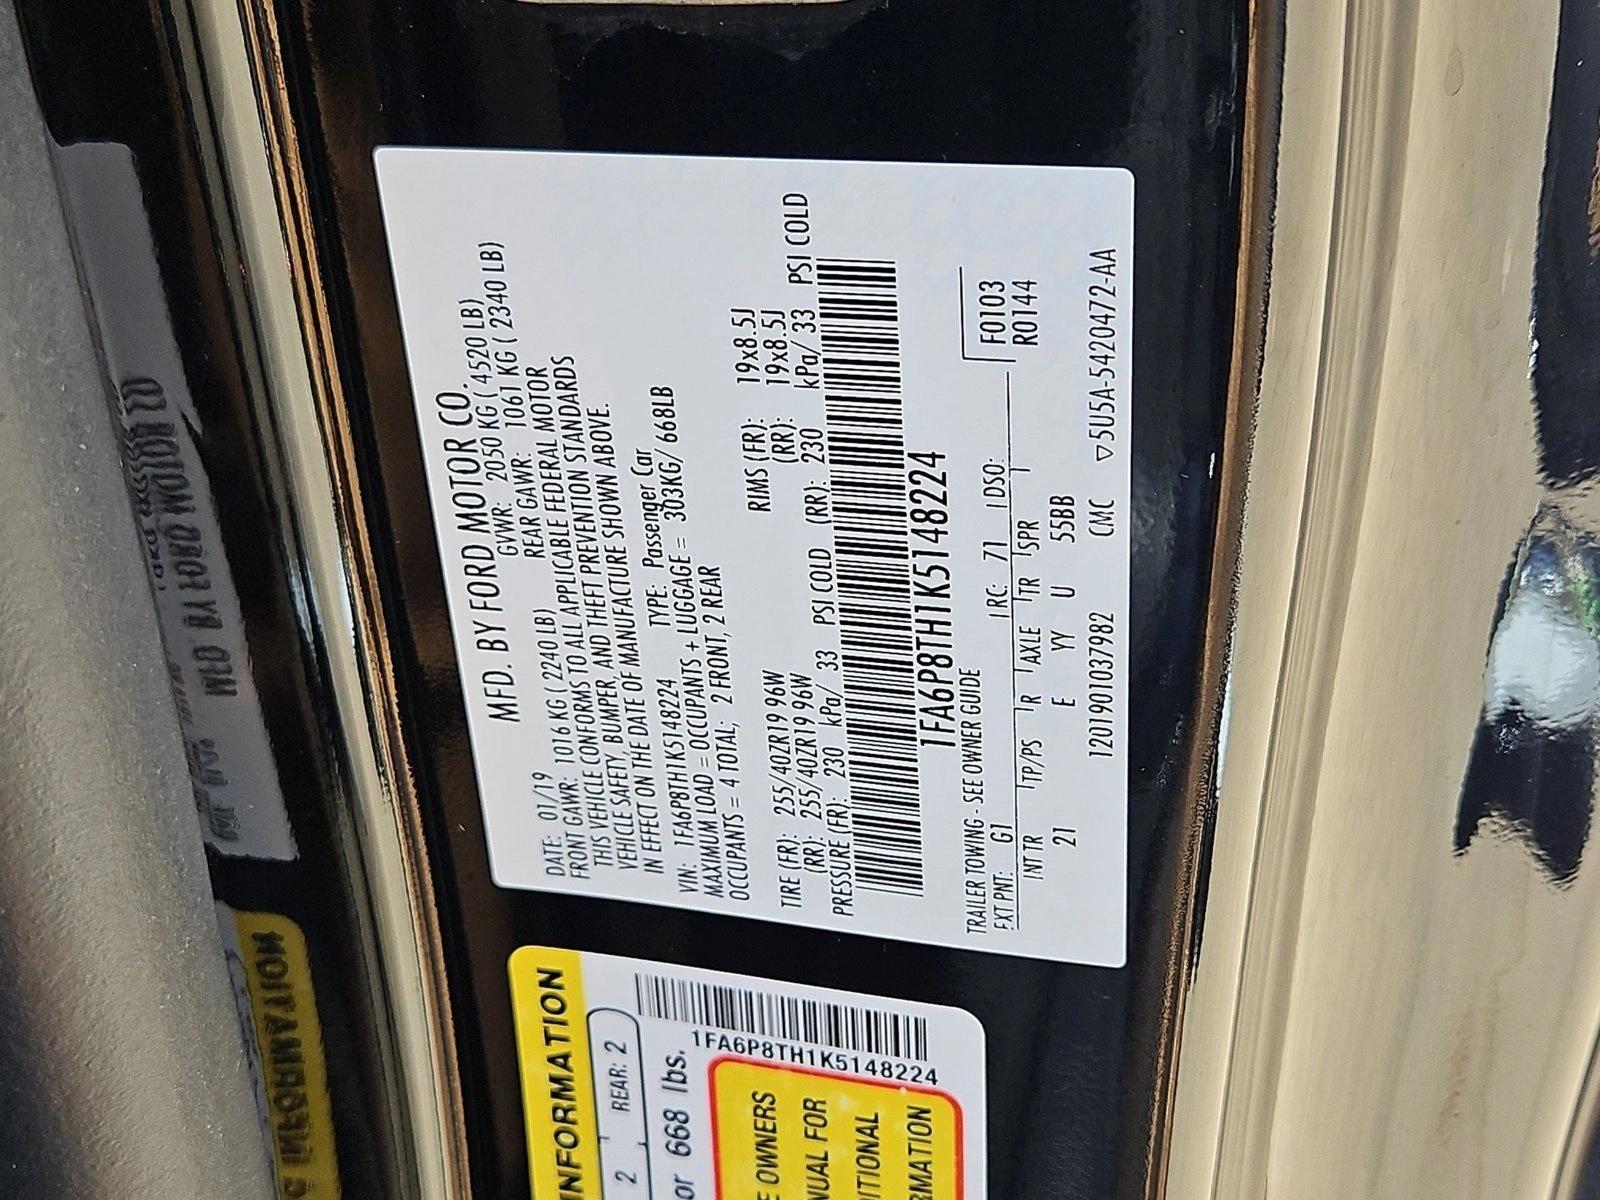 MFD. BY FORD MOTOR CO.
DATE: 01/19 GVWR: 2050 KG ( 4520 LB)
FRONT GAWR: 1016 KG ( 2240 LB) REAR GAWR: 1061 KG ( 2340 LB)
THIS VEHICLE CONFORMS TO ALL APPLICABLE FEDERAL MOTOR
VEHICLE SAFETY, BUMPER, AND THEFT PREVENTION STANDARDS
IN EFFECT ON THE DATE OF MANUFACTURE SHOWN ABOVE.
VIN: 1FA6P8TH1K5148224 TYPE: Passenger Car
MAXIMUM LOAD = OCCUPANTS + LUGGAGE = 303KG/ 668LB
OCCUPANTS = 4 TOTAL; 2 FRONT, 2 REAR
TIRE (FR): 255/40ZR19 96W RIMS (FR): 19x8.5J
(RR): 255/40ZR19 96W (RR): 19x8.5J
PRESSURE (FR): 230 kPa/ 33 PSI COLD (RR): 230 kPa/ 33 PSI COLD
1FA6P8TH1K5148224
TRAILER TOWING - SEE OWNER GUIDE
EXT PNT: G1 RC: 71 DSO:
F0103
R0144
INT TR TP/PS R AXLE TR SPR
21 E YY U 55BB
120190103 7982 CMC ▽5U5A-5420472-AA
INFORMATION
2 REAR: 2
or 668 lbs.
1FA6P8TH1K5148224
OWNERS
FOR